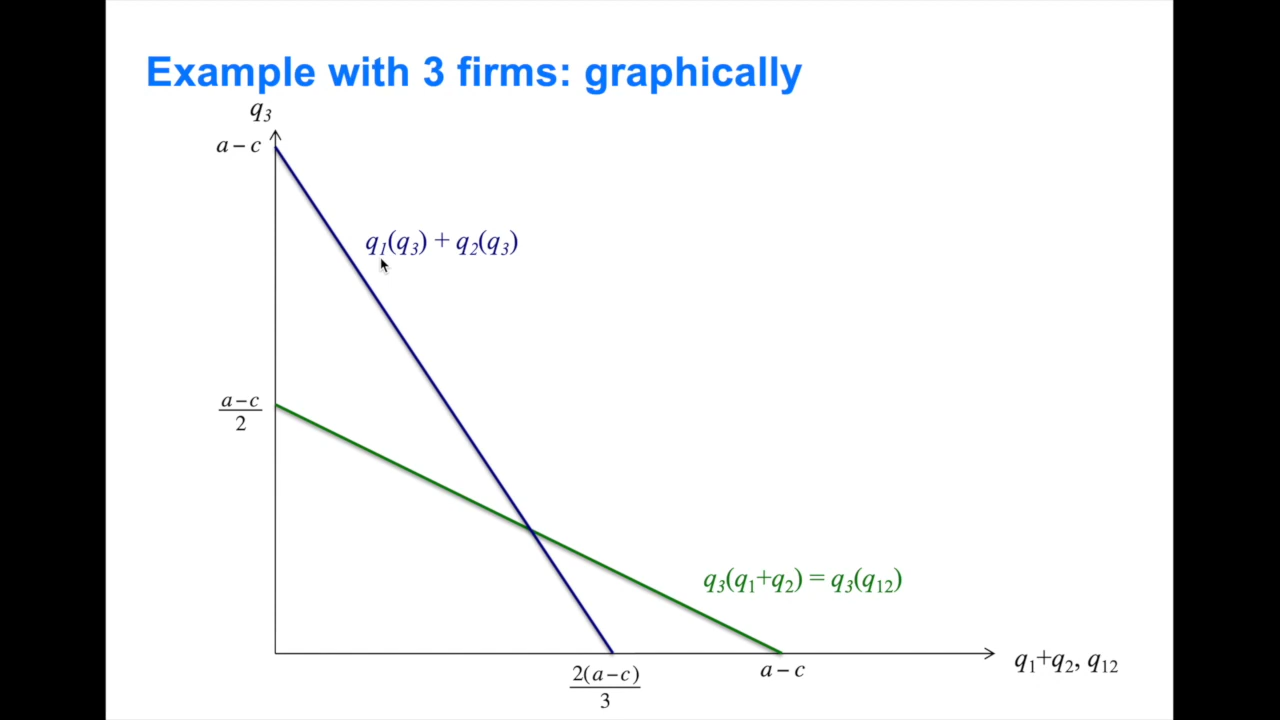 Example with 3 firms: graphically
q₃
a – c
q₁(q₃) + q₂(q₃)
a–c
2
q₃(q₁+q₂) = q₃(q₁₂)
q₁+q₂, q₁₂
2(a–c)
3
a – c